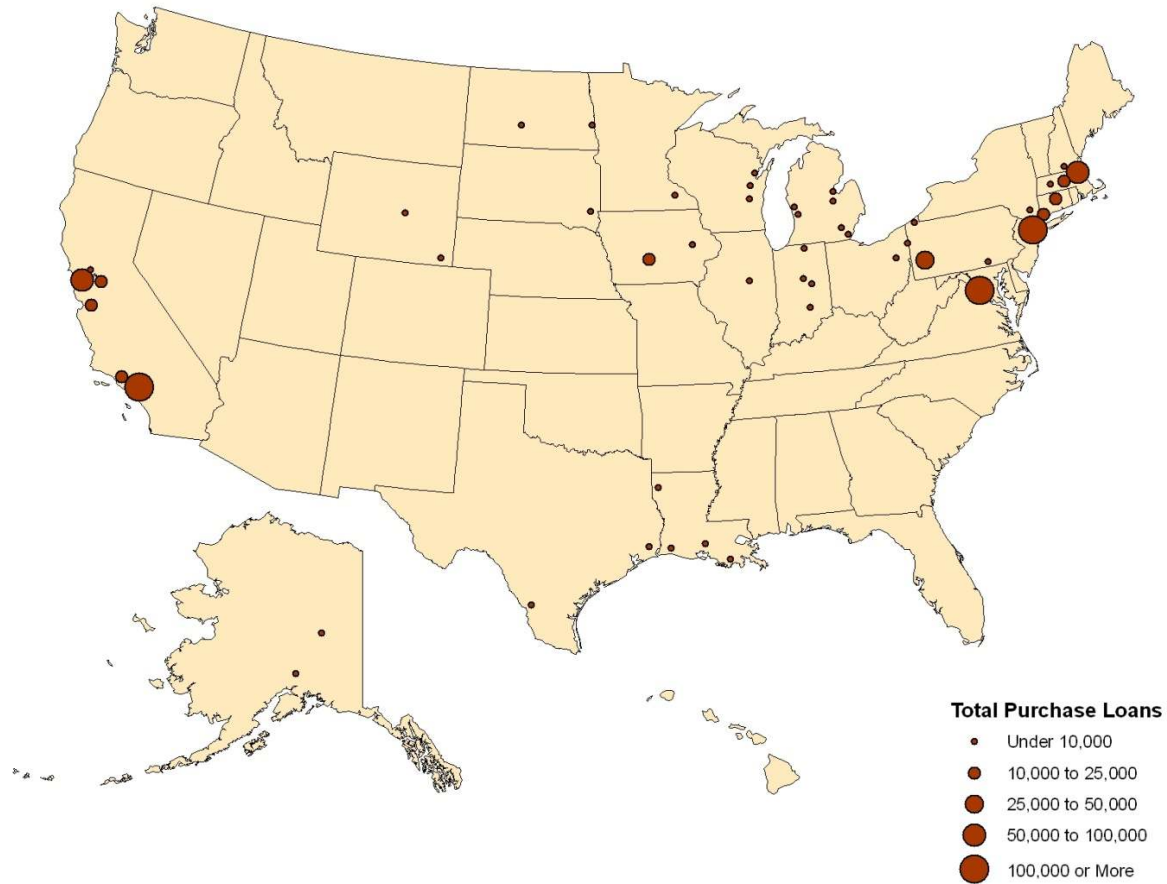 Total Purchase Loans
Under 10,000
10,000 to 25,000
25,000 to 50,000
50,000 to 100,000
100,000 or More